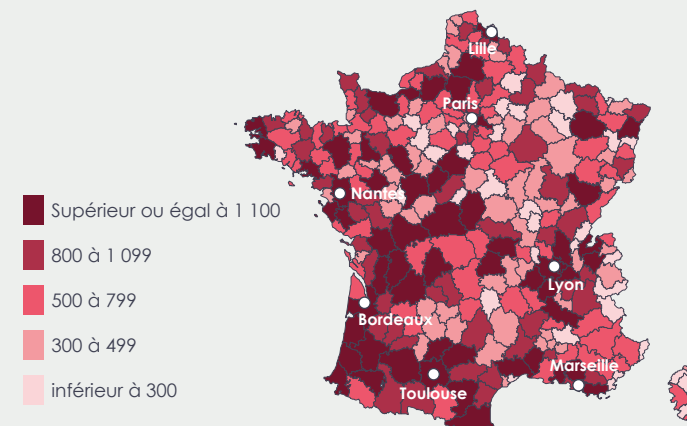 Lille
Paris
Nantes
Supérieur ou égal à 1 100
800 à 1 099
500 à 799
300 à 499
inférieur à 300
Lyon
Bordeaux
Marseille
Toulouse